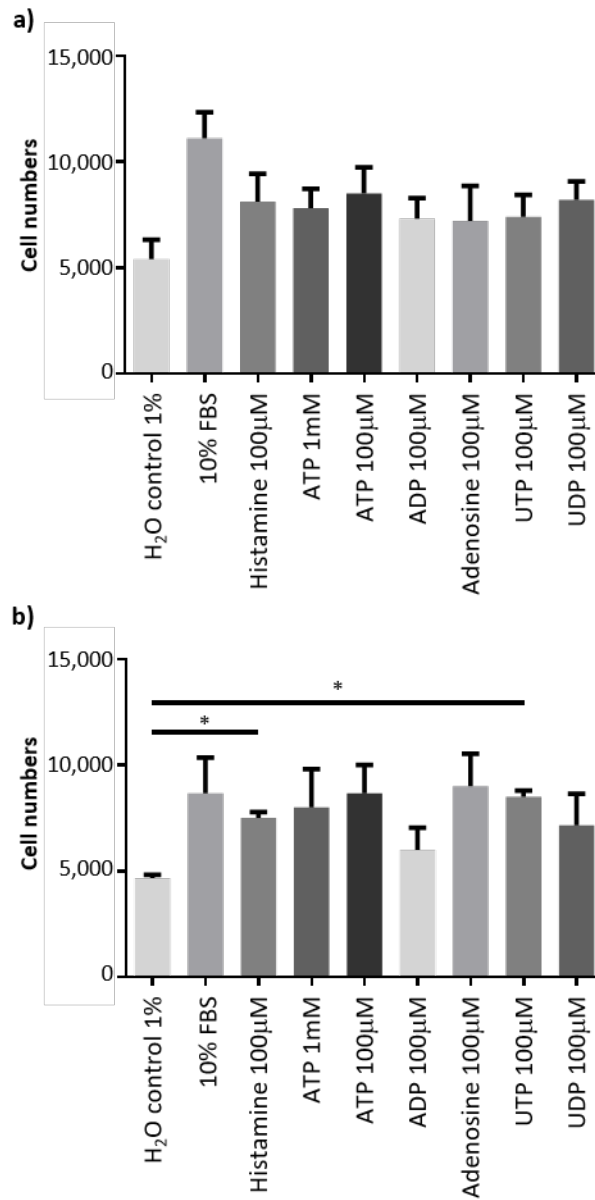 a)
15,000
10,000
5,000
0
Cell numbers
H₂O control 1%
10% FBS
Histamine 100µM
ATP 1mM
ATP 100µM
ADP 100µM
Adenosine 100µM
UTP 100µM
UDP 100µM
b)
15,000
10,000
5,000
0
Cell numbers
*
*
H₂O control 1%
10% FBS
Histamine 100µM
ATP 1mM
ATP 100µM
ADP 100µM
Adenosine 100µM
UTP 100µM
UDP 100µM